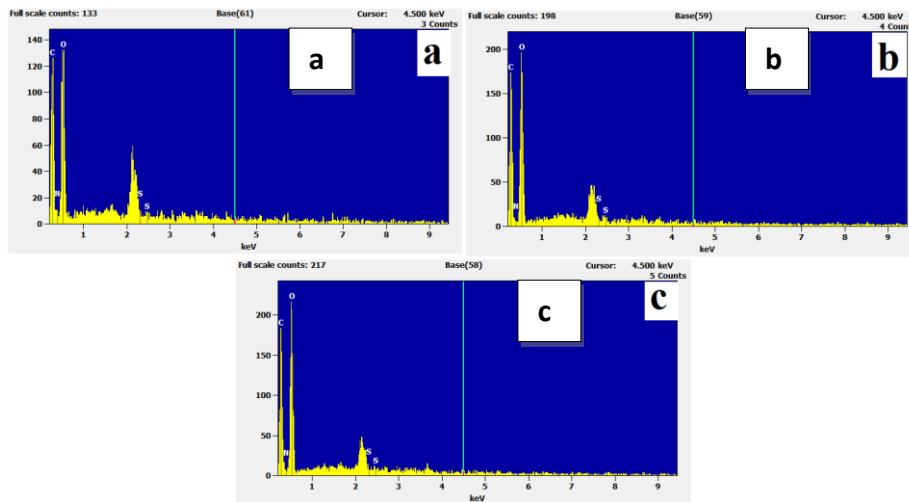 Full scale counts: 133 Base(61) Cursor: 4.500 keV
3 Counts
140
120
100
80
60
40
20
0
C O
N
S
S
a
a
1 2 3 4 5 6 7 8 9
keV
Full scale counts: 198 Base(59) Cursor: 4.500 keV
4 Counts
200
150
100
50
0
C O
N
S
S
b
b
1 2 3 4 5 6 7 8 9
keV
Full scale counts: 217 Base(58) Cursor: 4.500 keV
5 Counts
200
150
100
50
0
C O
N
S
S
c
c
1 2 3 4 5 6 7 8 9
keV